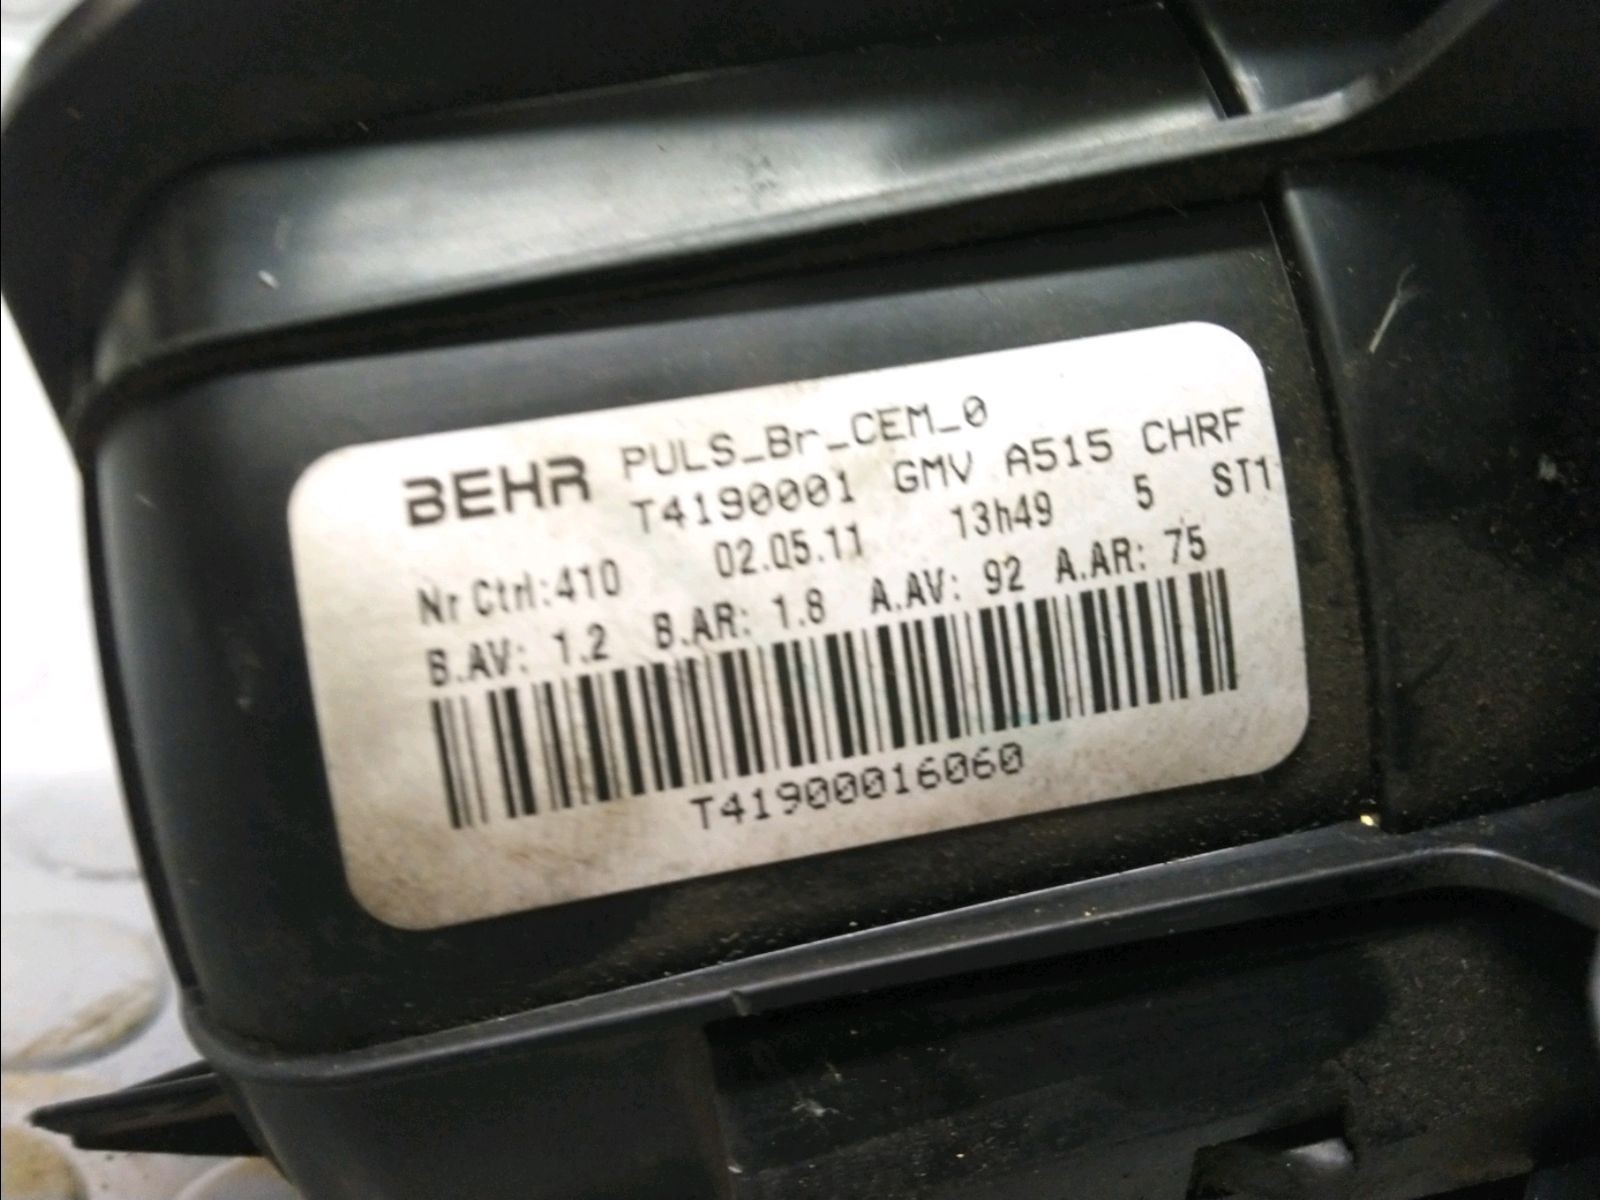 BEHR PULS_Br_CEM_0
T4190001 GMV A515 CHRF
Nr Ctrl:410 02.05.11 13h49 5 ST1
B.AV: 1.2 B.AR: 1.8 A.AV: 92 A.AR: 75
T41900016060